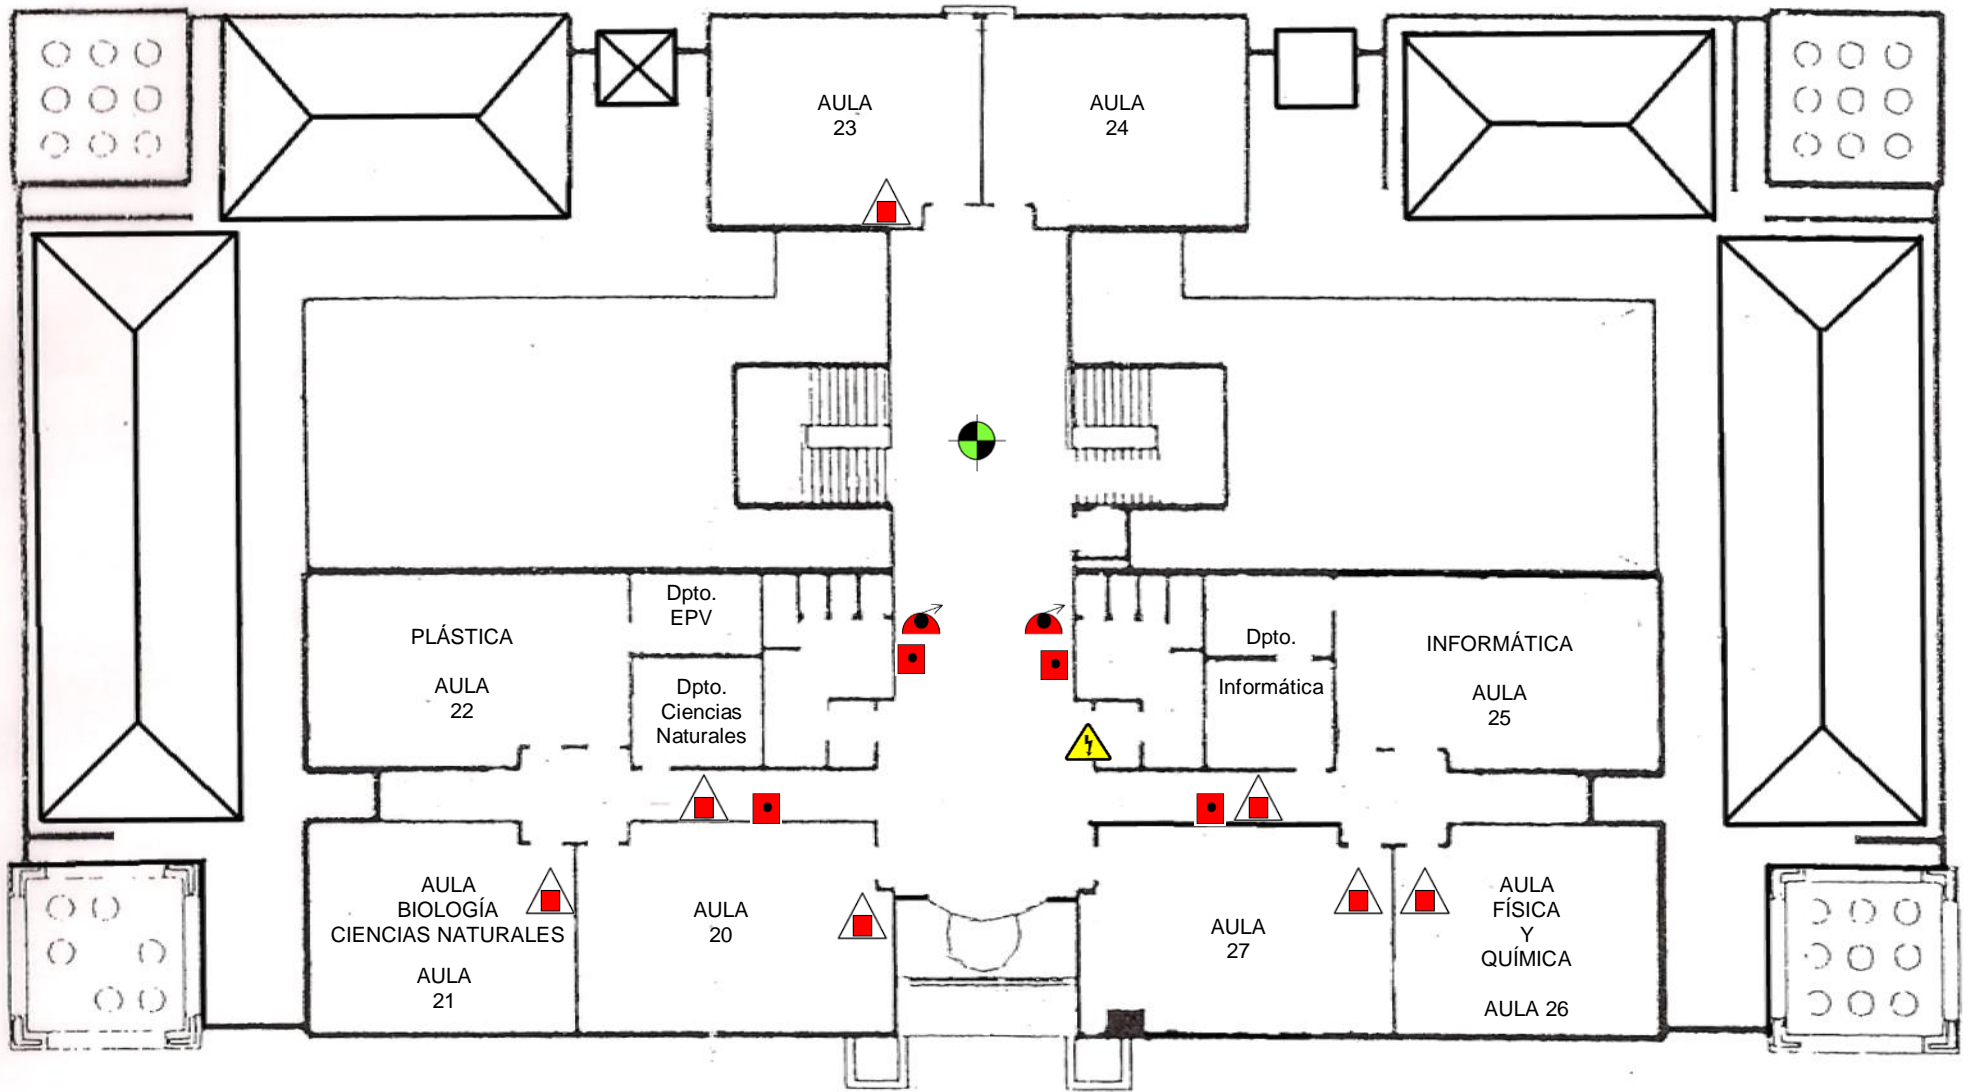 AULA
23
AULA
24
Dpto.
EPV
PLÁSTICA
AULA
22
Dpto.
Ciencias
Naturales
Dpto.
Informática
INFORMÁTICA
AULA
25
AULA
BIOLOGÍA
CIENCIAS NATURALES
AULA
21
AULA
20
AULA
27
AULA
FÍSICA
Y
QUÍMICA
AULA 26